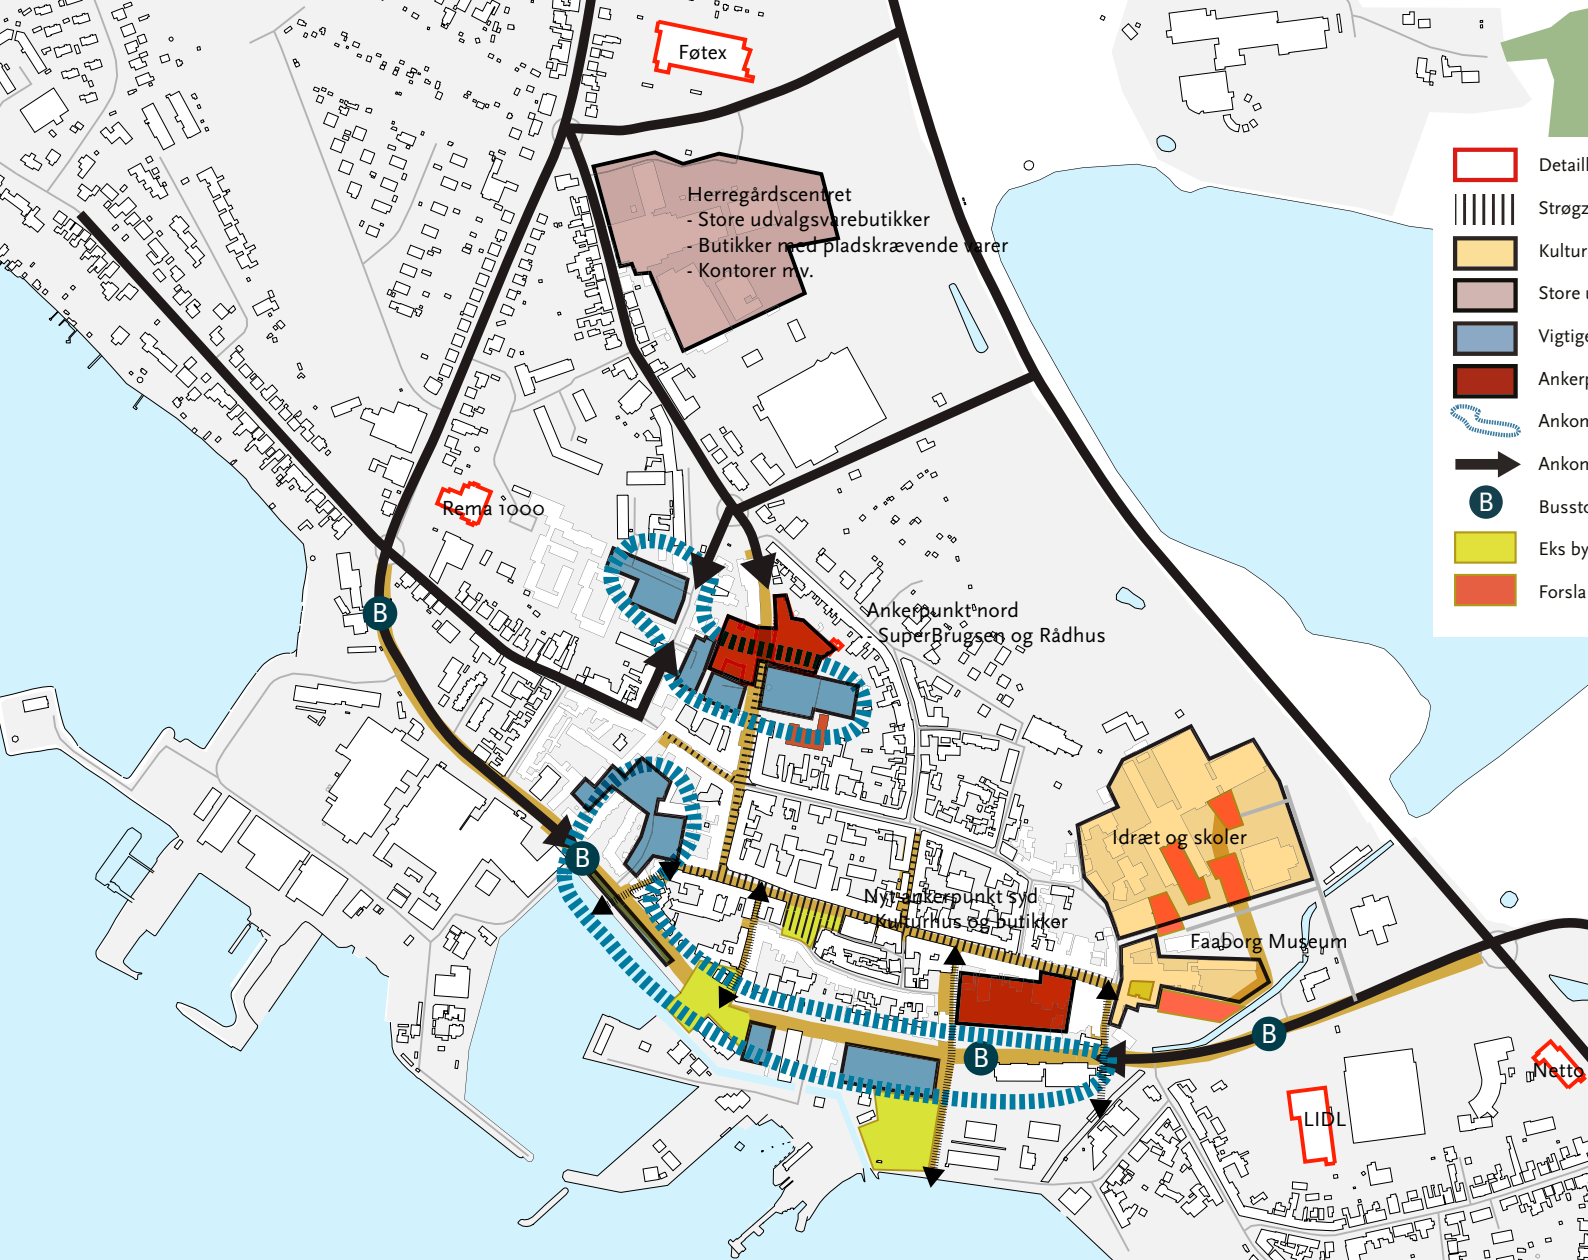 Føtex
Herregårdscentret
- Store udvalgsvarebutikker
- Butikker med pladskrævende varer
- Kontorer mv.
Rema 1000
Ankerpunkt nord
- SuperBrugsen og Rådhus
Idræt og skoler
Nyt ankerpunkt syd
- Kulturhus og butikker
Faaborg Museum
Netto
LIDL
B
B
B
B
Detaill
Strøgz
Kultur
Store u
Vigtige
Ankerp
Ankon
Ankon
B
Bussto
Eks by
Forsla